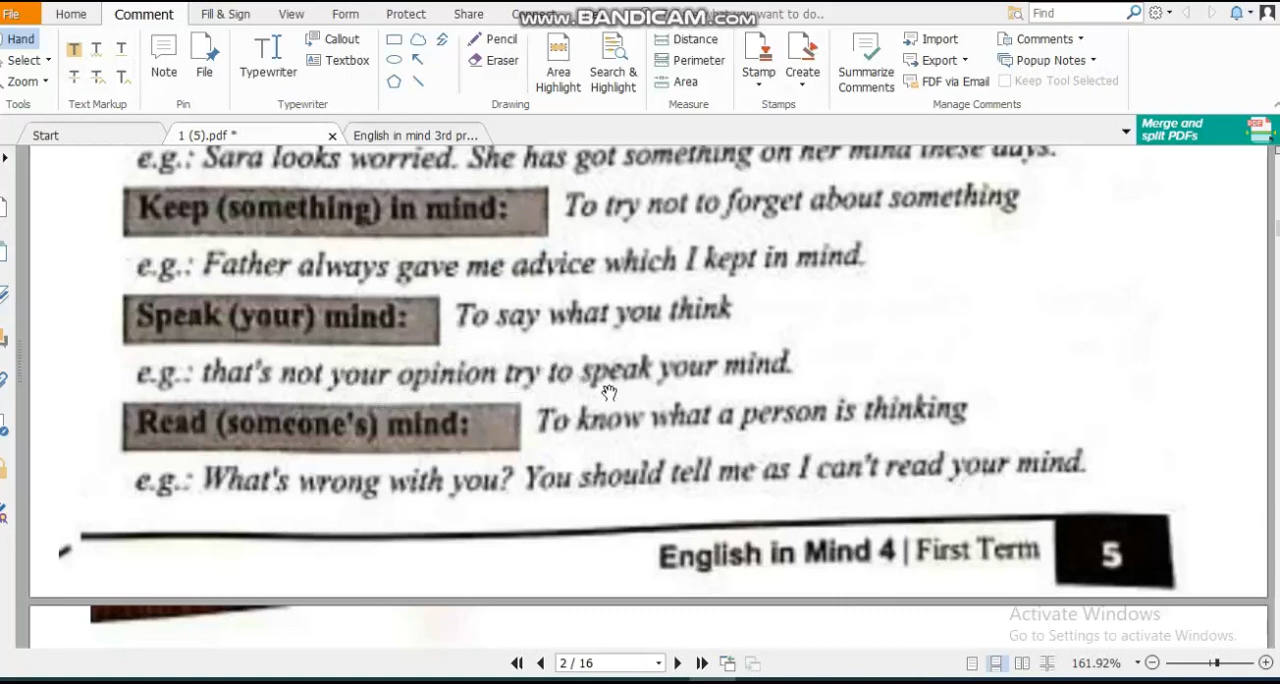 www.BANDICAM.com
File Home Comment Fill & Sign View Form Protect Share want to do..
Find
Hand
Select
Zoom
Tools
Text Markup
Note
File
Pin
Typewriter
Callout
Textbox
Typewriter
Pencil
Eraser
Area Highlight
Search & Highlight
Drawing
Distance
Perimeter
Area
Measure
Stamp
Create
Stamps
Summarize Comments
Import
Export
FDF via Email
Comments
Popup Notes
Keep Tool Selected
Manage Comments
Start
1 (5).pdf *
English in mind 3rd pr...
Merge and
split PDFs
e.g.: Sara looks worried. She has got something on her mind these days.
Keep (something) in mind: To try not to forget about something
e.g.: Father always gave me advice which I kept in mind.
Speak (your) mind: To say what you think
e.g.: that's not your opinion try to speak your mind.
Read (someone's) mind: To know what a person is thinking
e.g.: What's wrong with you? You should tell me as I can't read your mind.
English in Mind 4 | First Term 5
Activate Windows
Go to Settings to activate Windows.
2 / 16
161.92%